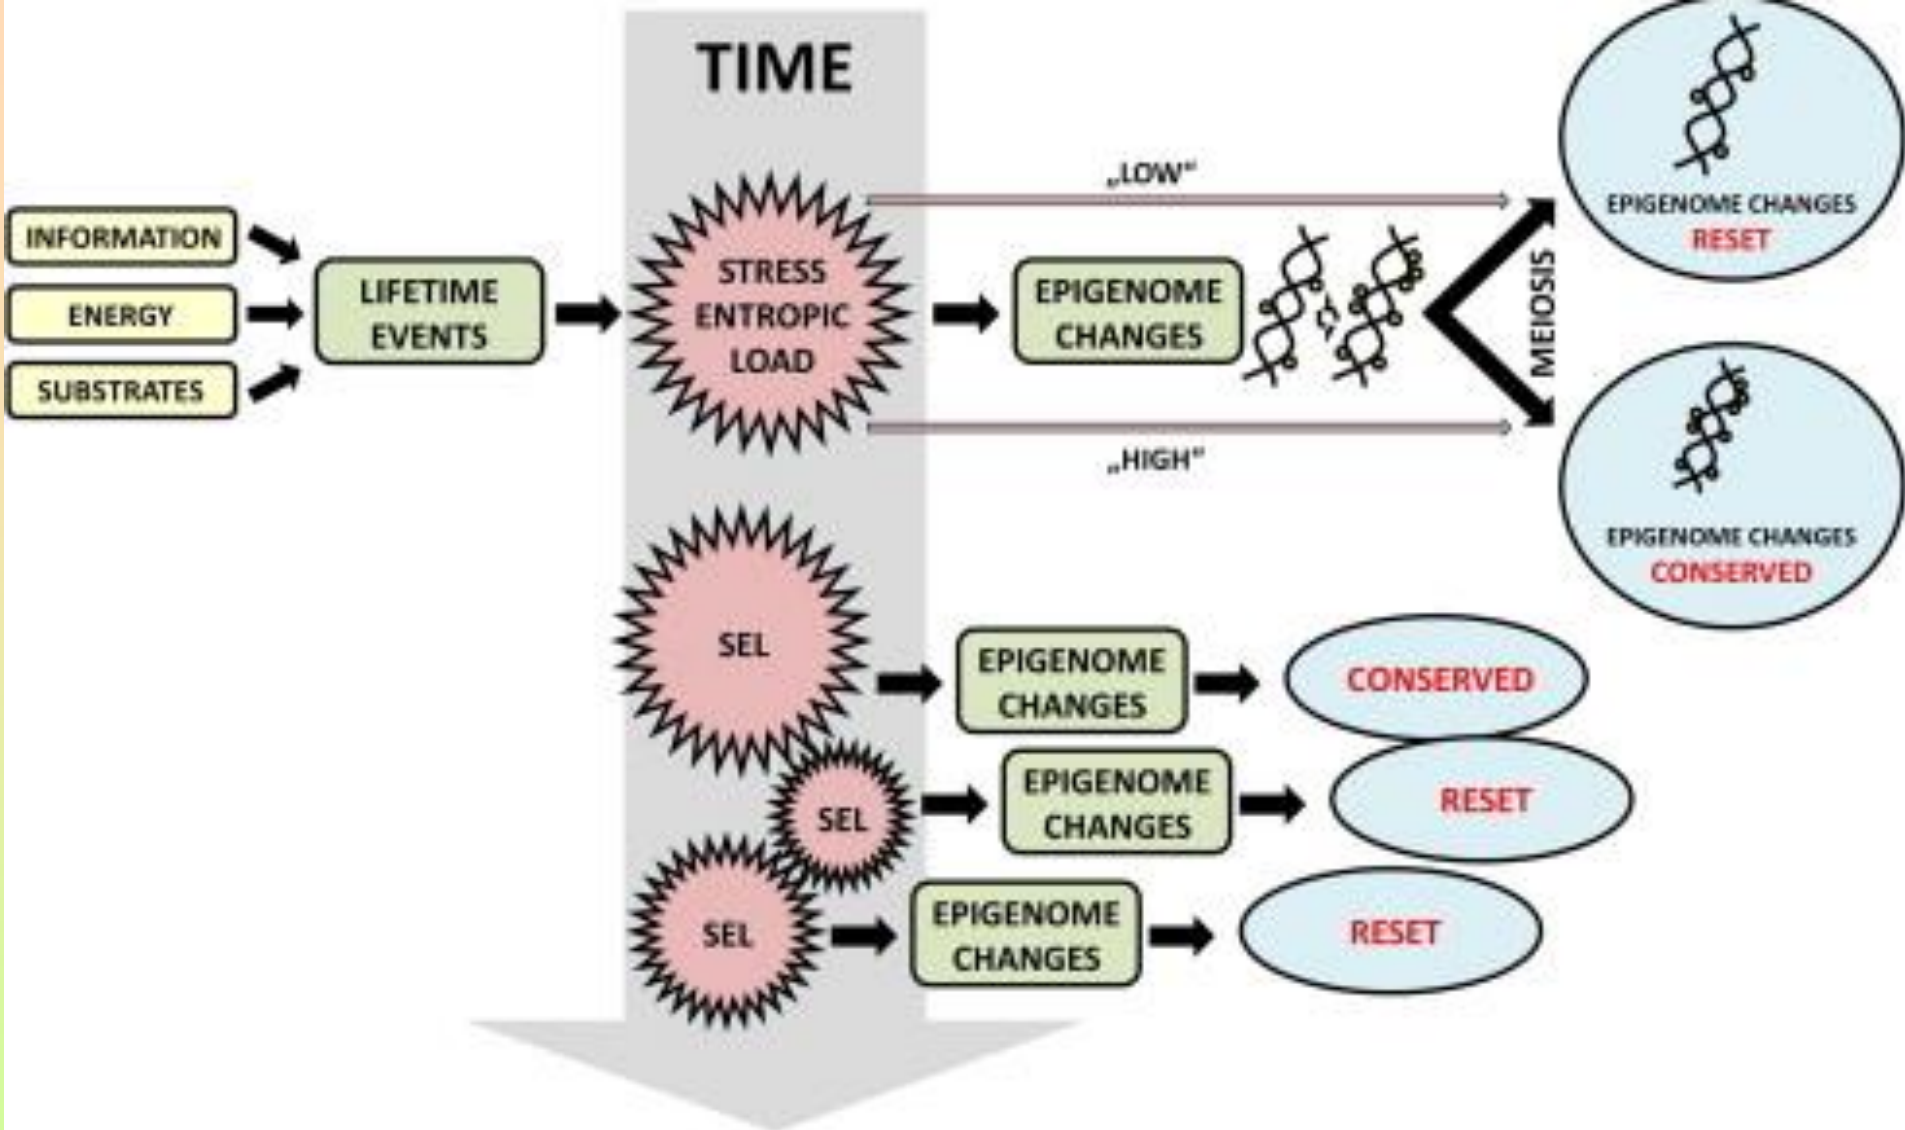 TIME
INFORMATION
ENERGY
SUBSTRATES
LIFETIME
EVENTS
STRESS
ENTROPIC
LOAD
„LOW“
EPIGENOME
CHANGES
„HIGH“
MEIOSIS
EPIGENOME CHANGES
RESET
EPIGENOME CHANGES
CONSERVED
SEL
EPIGENOME
CHANGES
CONSERVED
SEL
EPIGENOME
CHANGES
RESET
SEL
EPIGENOME
CHANGES
RESET